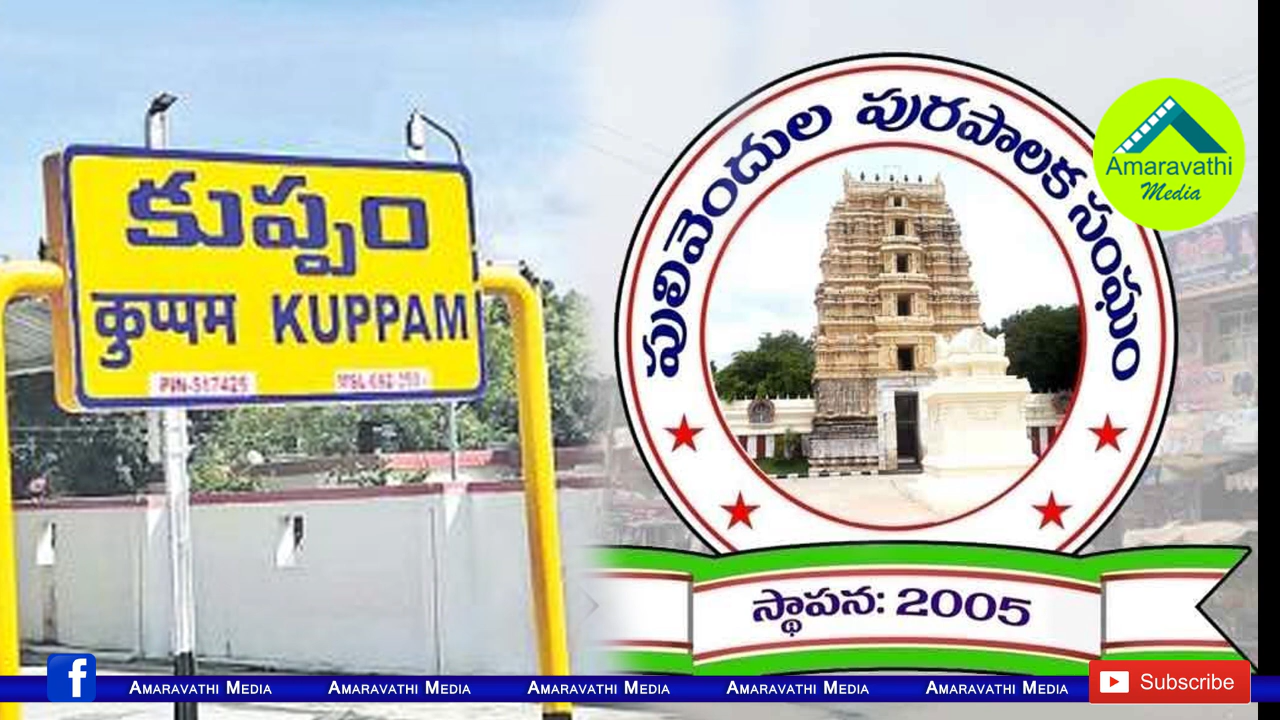 కుప్పం
कुप्पम KUPPAM
పులివెందుల పురపాలక సంఘం
స్థాపన: 2005
Amaravathi
Media
f Amaravathi Media Amaravathi Media Amaravathi Media Amaravathi Media Amaravathi Media Subscribe